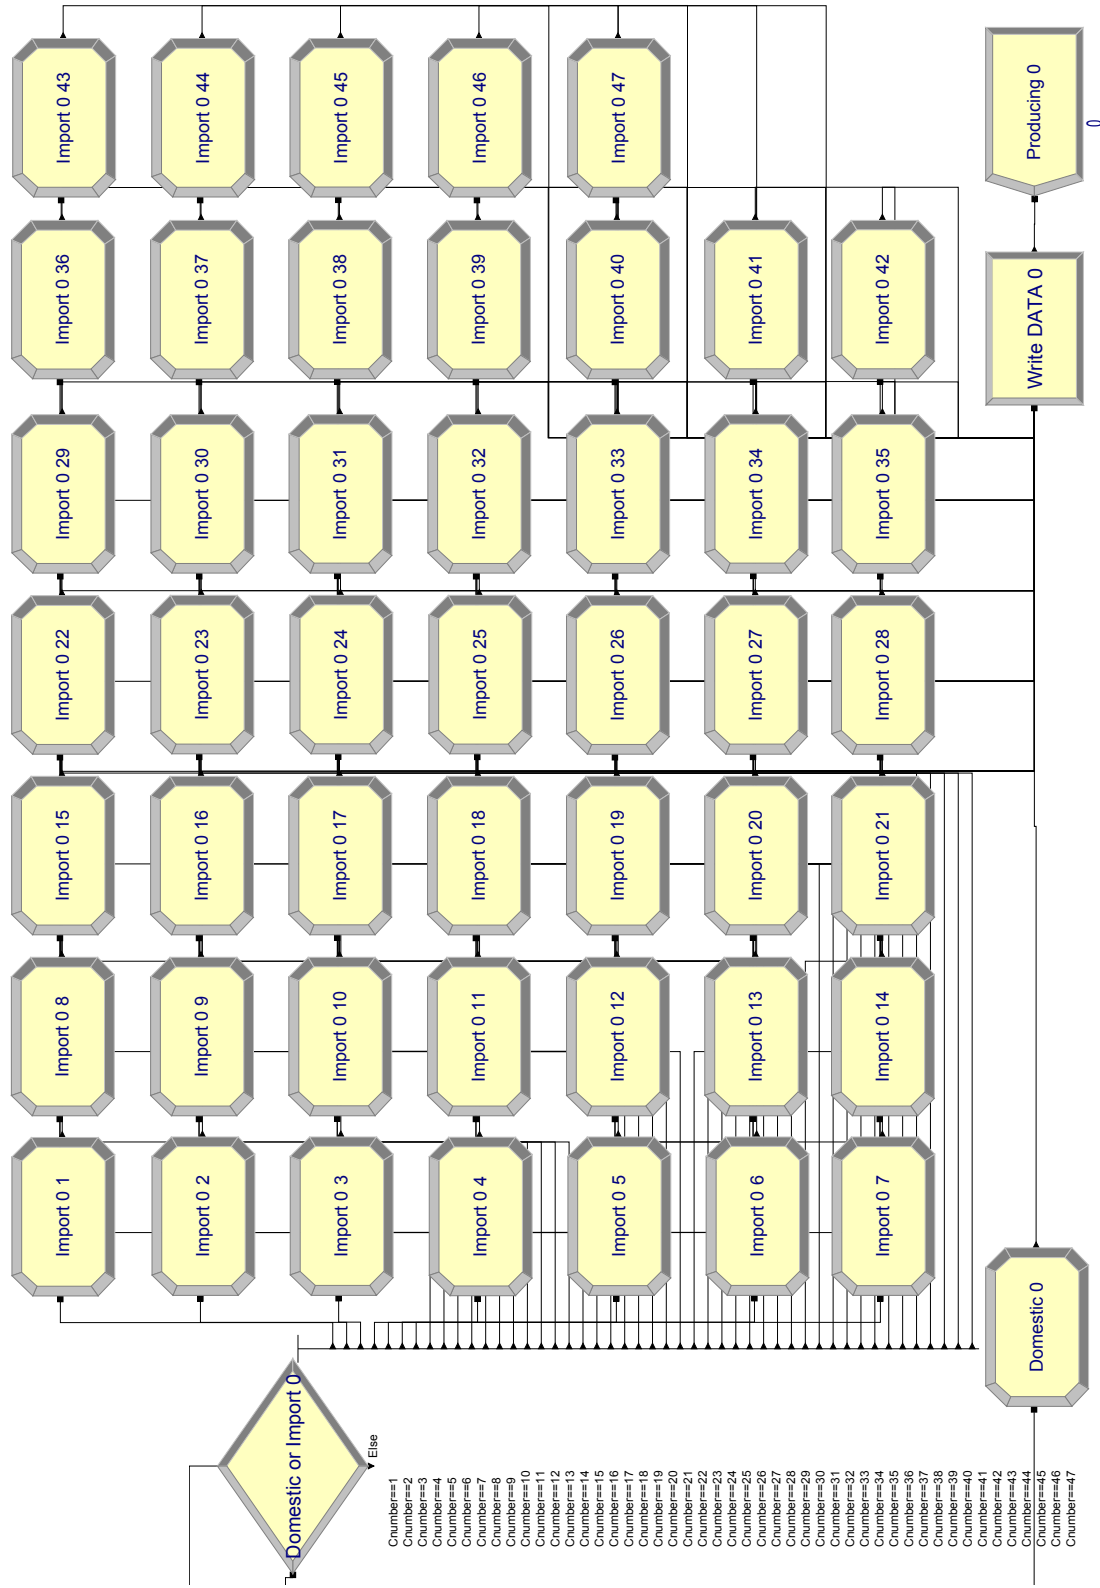 Domestic or Import 0
Else
Cnumber==1
Cnumber==2
Cnumber==3
Cnumber==4
Cnumber==5
Cnumber==6
Cnumber==7
Cnumber==8
Cnumber==9
Cnumber==10
Cnumber==11
Cnumber==12
Cnumber==13
Cnumber==14
Cnumber==15
Cnumber==16
Cnumber==17
Cnumber==18
Cnumber==19
Cnumber==20
Cnumber==21
Cnumber==22
Cnumber==23
Cnumber==24
Cnumber==25
Cnumber==26
Cnumber==27
Cnumber==28
Cnumber==29
Cnumber==30
Cnumber==31
Cnumber==32
Cnumber==33
Cnumber==34
Cnumber==35
Cnumber==36
Cnumber==37
Cnumber==38
Cnumber==39
Cnumber==40
Cnumber==41
Cnumber==42
Cnumber==43
Cnumber==44
Cnumber==45
Cnumber==46
Cnumber==47
Import 0 1
Import 0 2
Import 0 3
Import 0 4
Import 0 5
Import 0 6
Import 0 7
Import 0 8
Import 0 9
Import 0 10
Import 0 11
Import 0 12
Import 0 13
Import 0 14
Import 0 15
Import 0 16
Import 0 17
Import 0 18
Import 0 19
Import 0 20
Import 0 21
Import 0 22
Import 0 23
Import 0 24
Import 0 25
Import 0 26
Import 0 27
Import 0 28
Import 0 29
Import 0 30
Import 0 31
Import 0 32
Import 0 33
Import 0 34
Import 0 35
Import 0 36
Import 0 37
Import 0 38
Import 0 39
Import 0 40
Import 0 41
Import 0 42
Import 0 43
Import 0 44
Import 0 45
Import 0 46
Import 0 47
Domestic 0
Write DATA 0
Producing 0
0